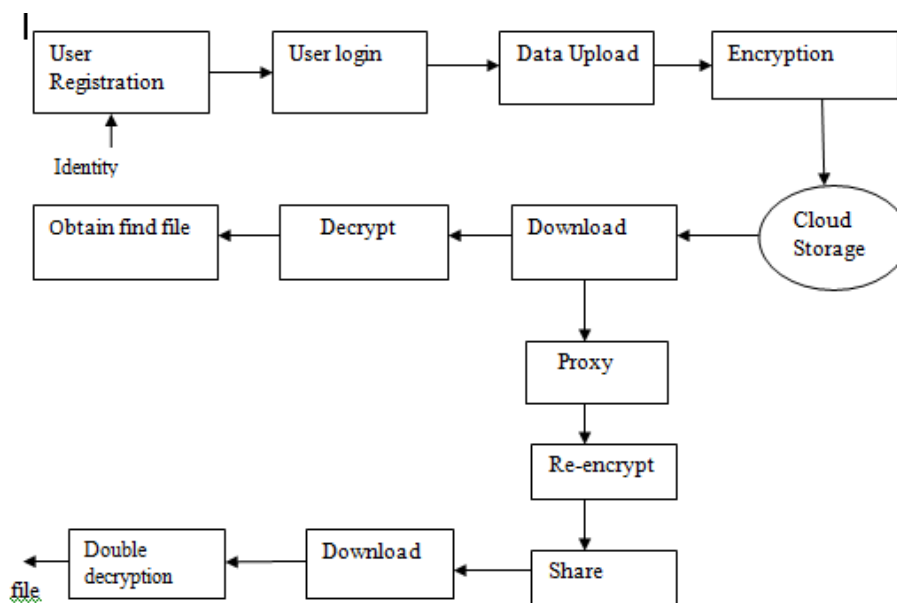 User
Registration
User login
Data Upload
Encryption
Identity
Obtain find file
Decrypt
Download
Cloud
Storage
Proxy
Re-encrypt
Double
decryption
Download
Share
file